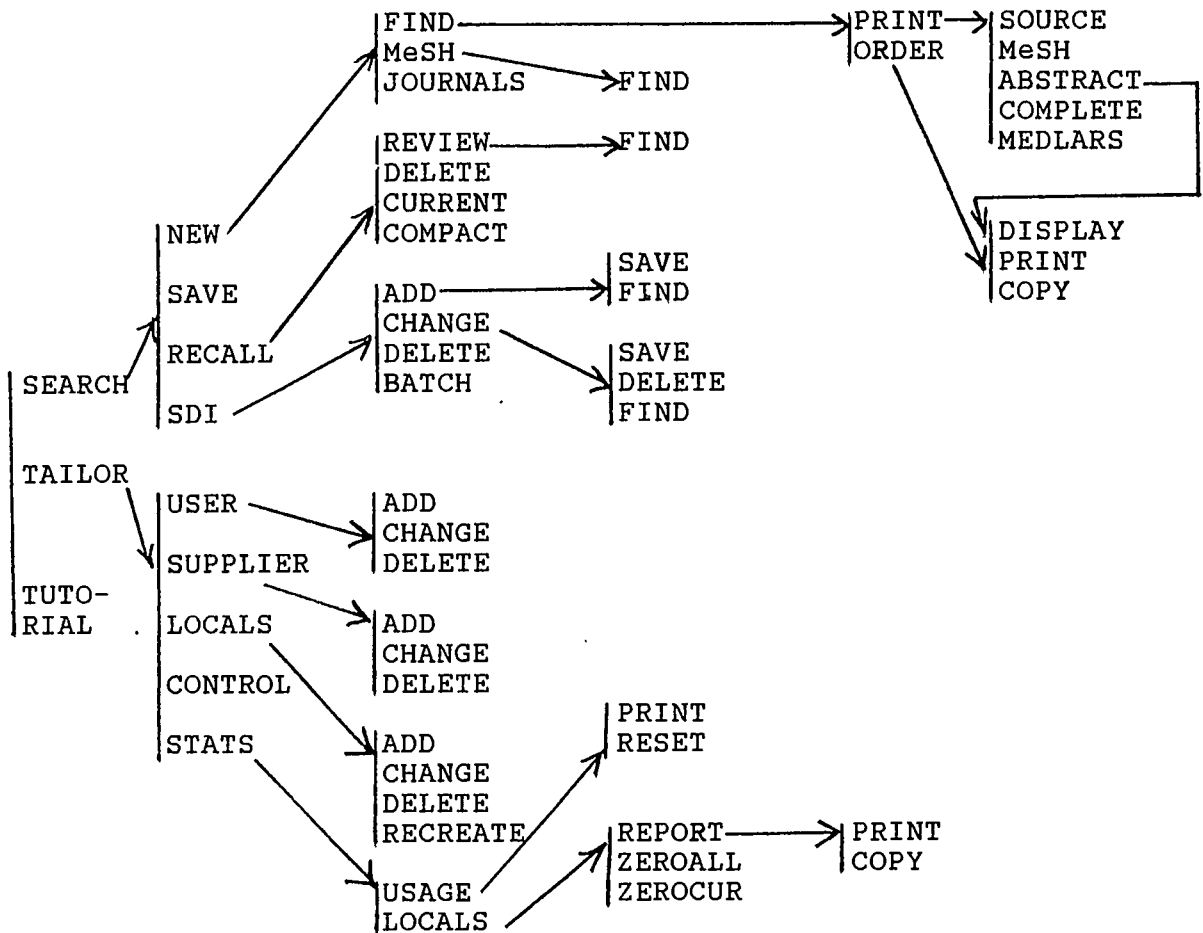 SEARCH
TAILOR
TUTO-
RIAL
NEW
SAVE
RECALL
SDI
USER
SUPPLIER
LOCALS
CONTROL
STATS
FIND
MeSH
JOURNALS
REVIEW
DELETE
CURRENT
COMPACT
ADD
CHANGE
DELETE
BATCH
ADD
CHANGE
DELETE
ADD
CHANGE
DELETE
ADD
CHANGE
DELETE
RECREATE
USAGE
LOCALS
FIND
FIND
SAVE
FIND
SAVE
DELETE
FIND
PRINT
RESET
REPORT
ZEROALL
ZEROCUR
PRINT
ORDER
PRINT
COPY
SOURCE
MeSH
ABSTRACT
COMPLETE
MEDLARS
DISPLAY
PRINT
COPY